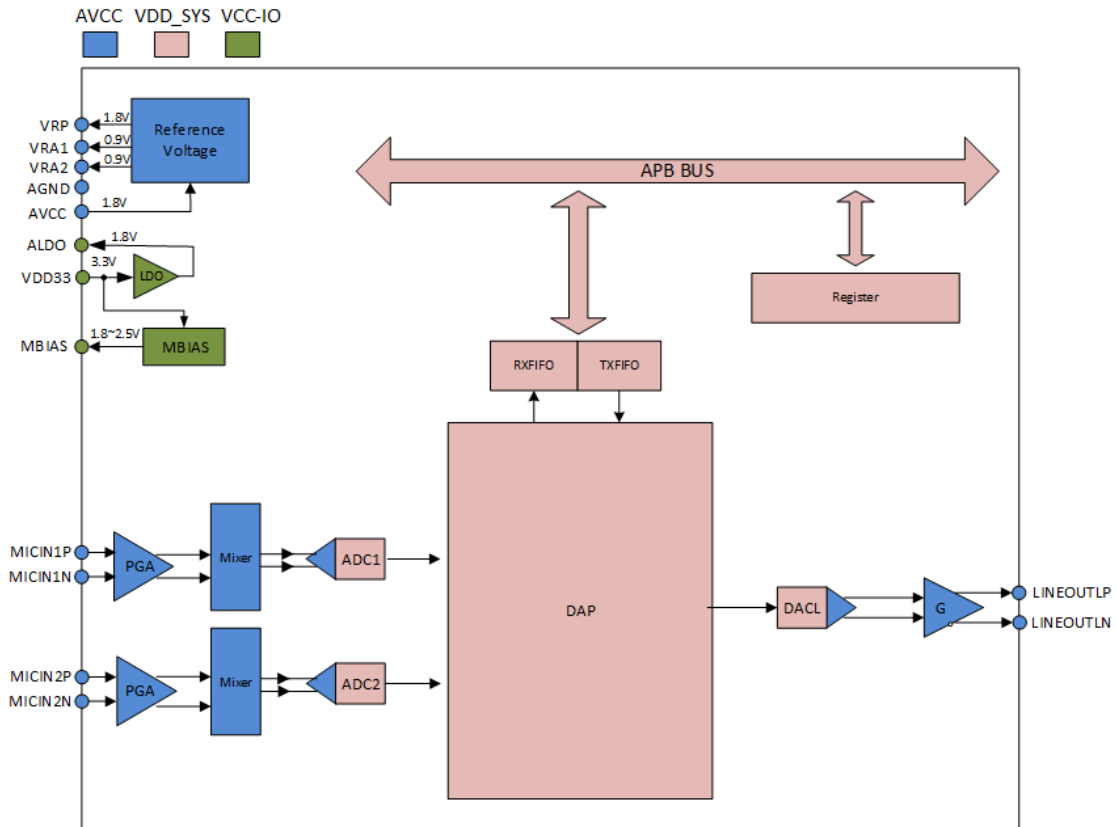 AVCC VDD_SYS VCC-IO
VRP
1.8V
Reference
Voltage
VRA1
0.9V
VRA2
0.9V
AGND
AVCC
1.8V
ALDO
1.8V
VDD33
3.3V
LDO
MBIAS
1.8~2.5V
MBIAS
APB BUS
Register
RXFIFO
TXFIFO
MICIN1P
MICIN1N
PGA
Mixer
ADC1
MICIN2P
MICIN2N
PGA
Mixer
ADC2
DAP
DACL
G
LINEOUTLP
LINEOUTLN